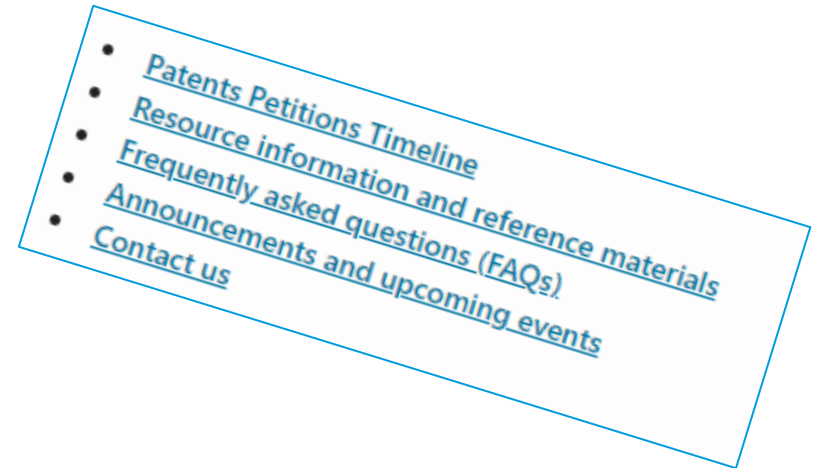 • Patents Petitions Timeline
• Resource information and reference materials
• Frequently asked questions (FAQs)
• Announcements and upcoming events
• Contact us